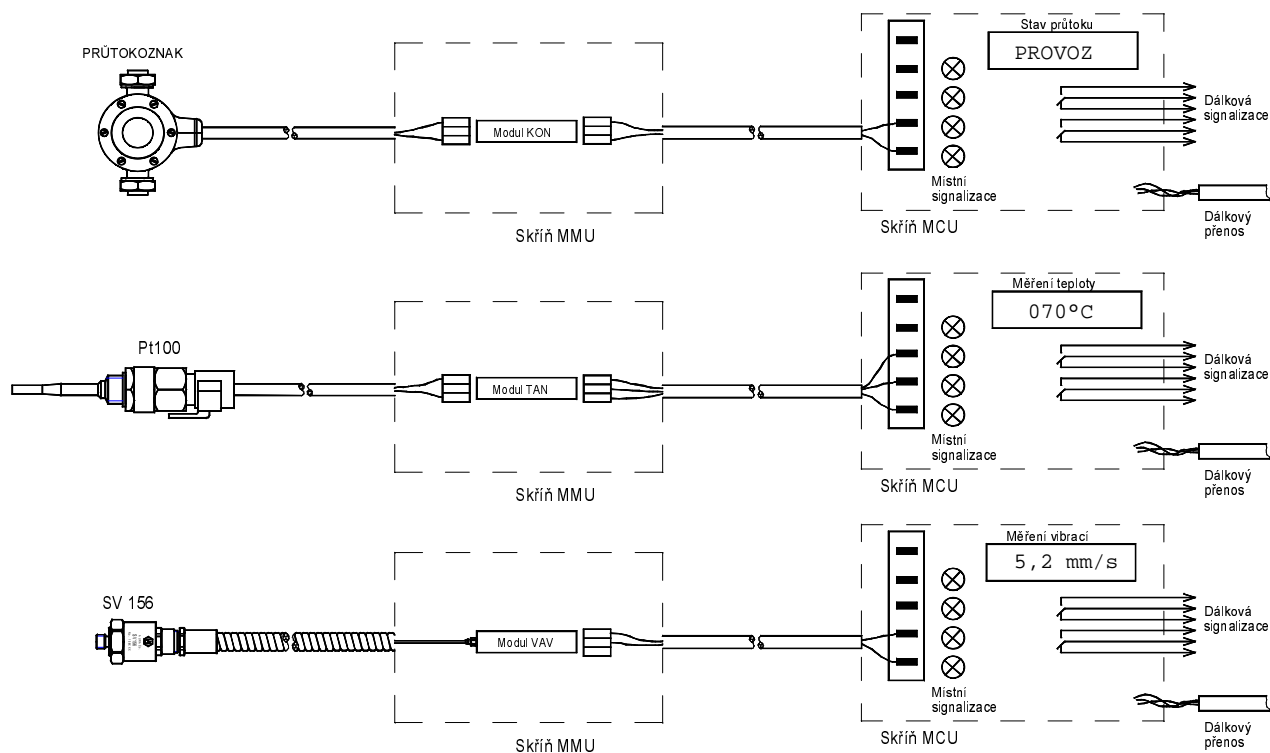 Stav průtoku
PROVOZ
PRŮTOKOZNAK
Modul KON
Dálková
signalizace
Místní
signalizace
Dálkový
přenos
Skříň MMU
Skříň MCU
Měření teploty
070°C
Pt100
Modul TAN
Dálková
signalizace
Místní
signalizace
Dálkový
přenos
Skříň MMU
Skříň MCU
Měření vibrací
5,2 mm/s
SV 156
Modul VAV
Dálková
signalizace
Místní
signalizace
Dálkový
přenos
Skříň MMU
Skříň MCU